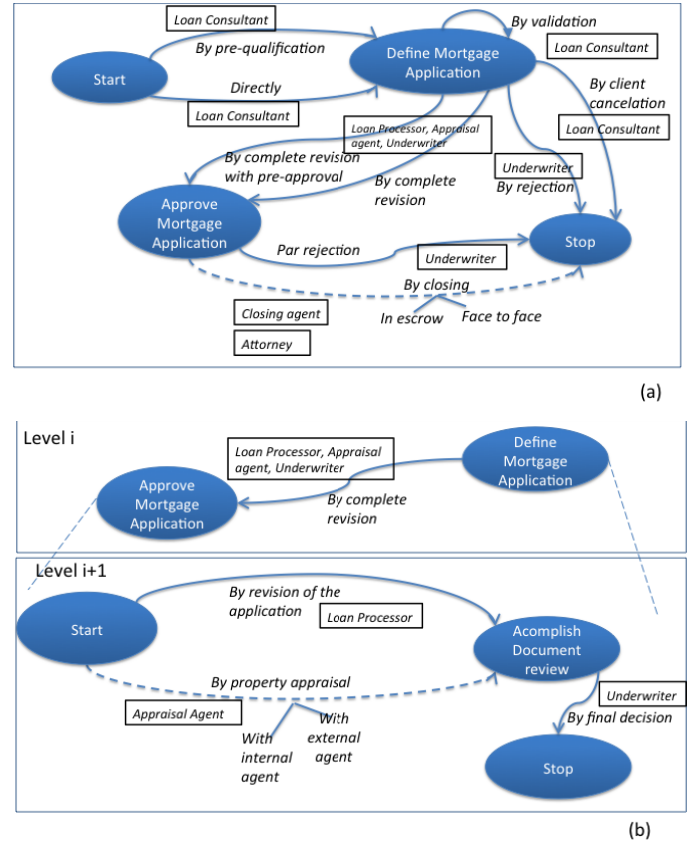 Loan Consultant
By pre-qualification
Start
Directly
Loan Consultant
Define Mortgage
Application
By validation
Loan Consultant
By client
cancelation
Loan Consultant
Loan Processor, Appraisal
agent, Underwriter
By complete revision
with pre-approval
By complete
revision
Underwriter
By rejection
Approve
Mortgage
Application
Par rejection
Underwriter
Stop
By closing
In escrow
Face to face
Closing agent
Attorney
(a)
Level i
Loan Processor, Appraisal
agent, Underwriter
Define
Mortgage
Application
Approve
Mortgage
Application
By complete
revision
Level i+1
By revision of the
application
Loan Processor
Start
Acomplish
Document
review
By property appraisal
Appraisal Agent
With
internal
agent
With
external
agent
Underwriter
By final decision
Stop
(b)